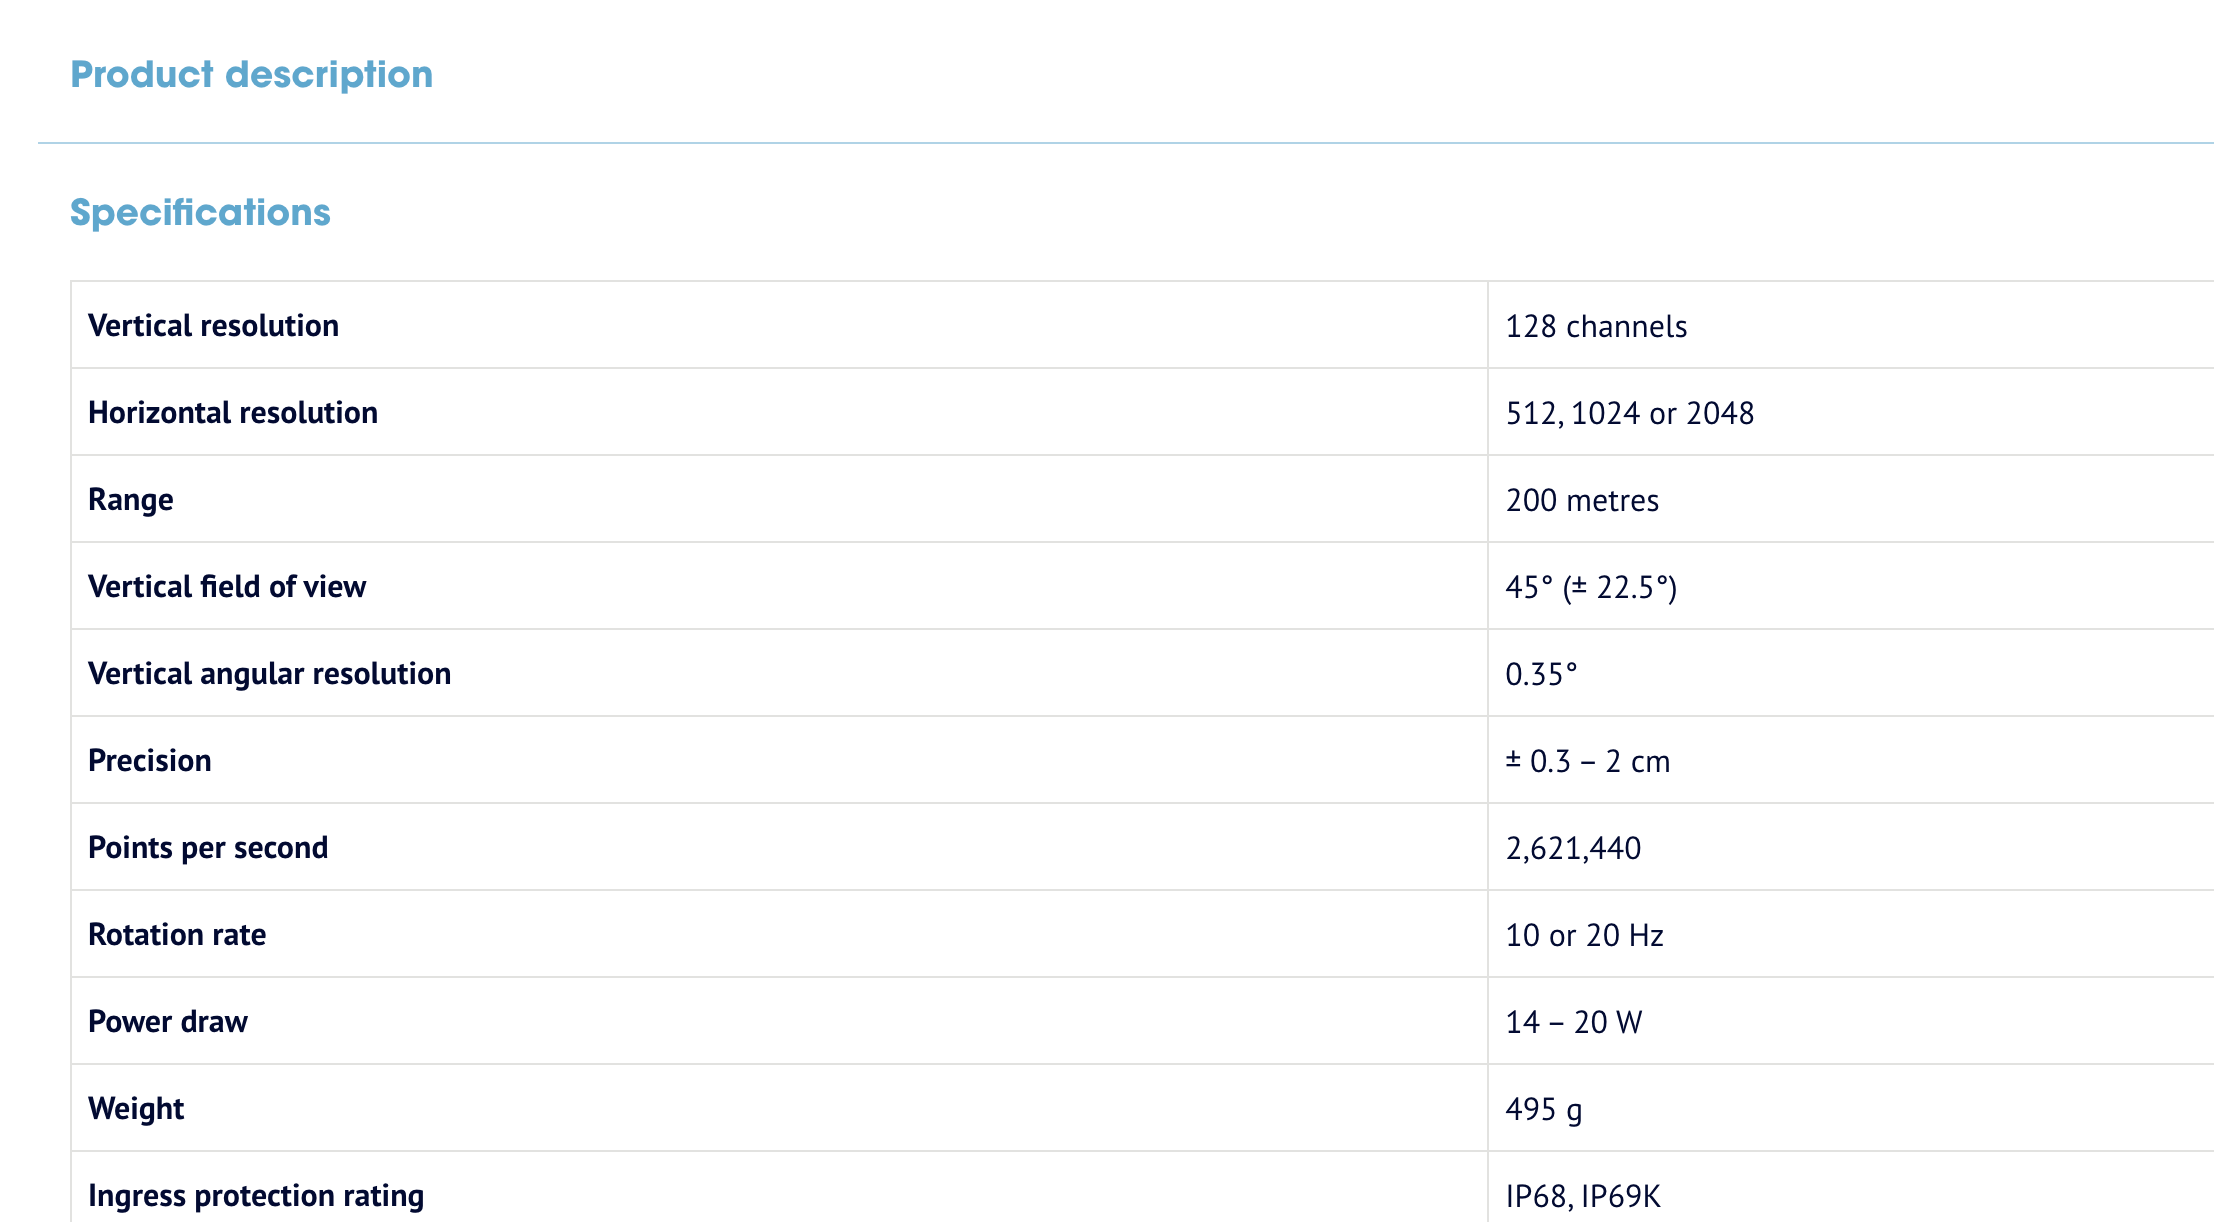 Product description
Specifications
Vertical resolution 128 channels
Horizontal resolution 512, 1024 or 2048
Range 200 metres
Vertical field of view 45° (± 22.5°)
Vertical angular resolution 0.35°
Precision ± 0.3 – 2 cm
Points per second 2,621,440
Rotation rate 10 or 20 Hz
Power draw 14 – 20 W
Weight 495 g
Ingress protection rating IP68, IP69K